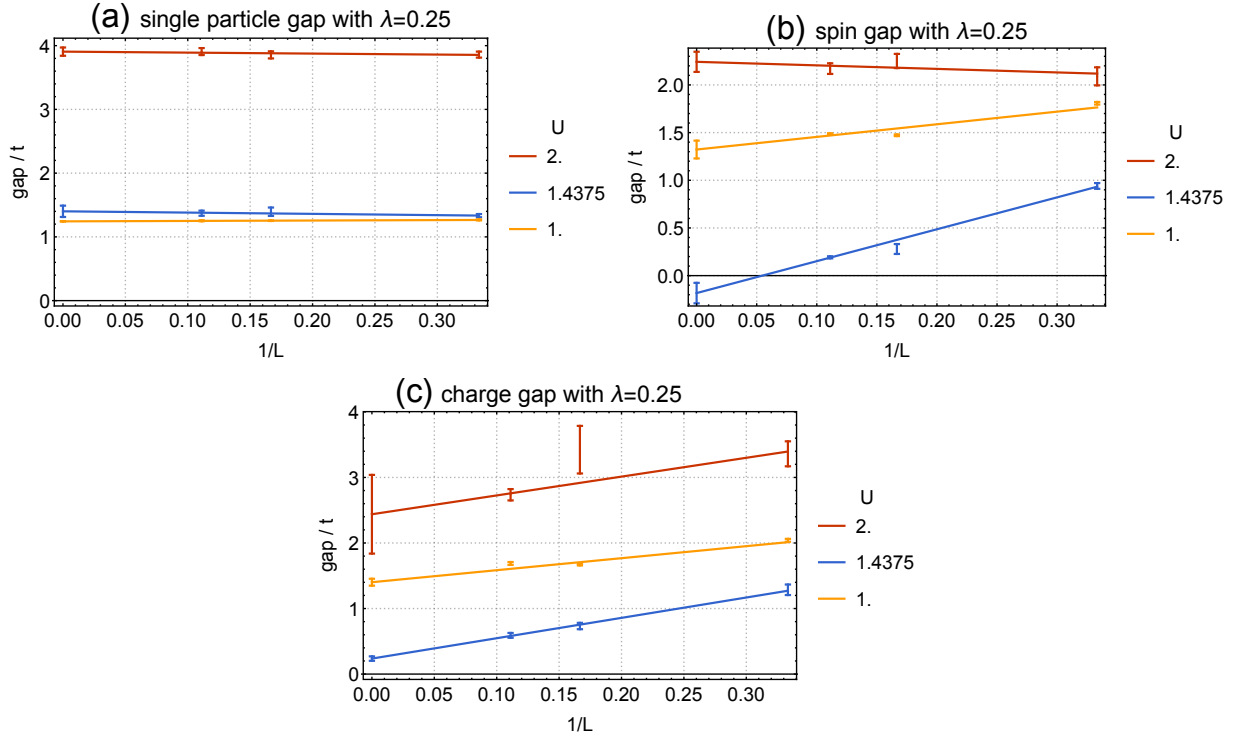 (a) single particle gap with λ=0.25
4
3
2
1
0
gap / t
0.00 0.05 0.10 0.15 0.20 0.25 0.30
1/L
U
2.
1.4375
1.
(b) spin gap with λ=0.25
2.0
1.5
1.0
0.5
0.0
gap / t
0.00 0.05 0.10 0.15 0.20 0.25 0.30
1/L
U
2.
1.4375
1.
(c) charge gap with λ=0.25
4
3
2
1
0
gap / t
0.00 0.05 0.10 0.15 0.20 0.25 0.30
1/L
U
2.
1.4375
1.